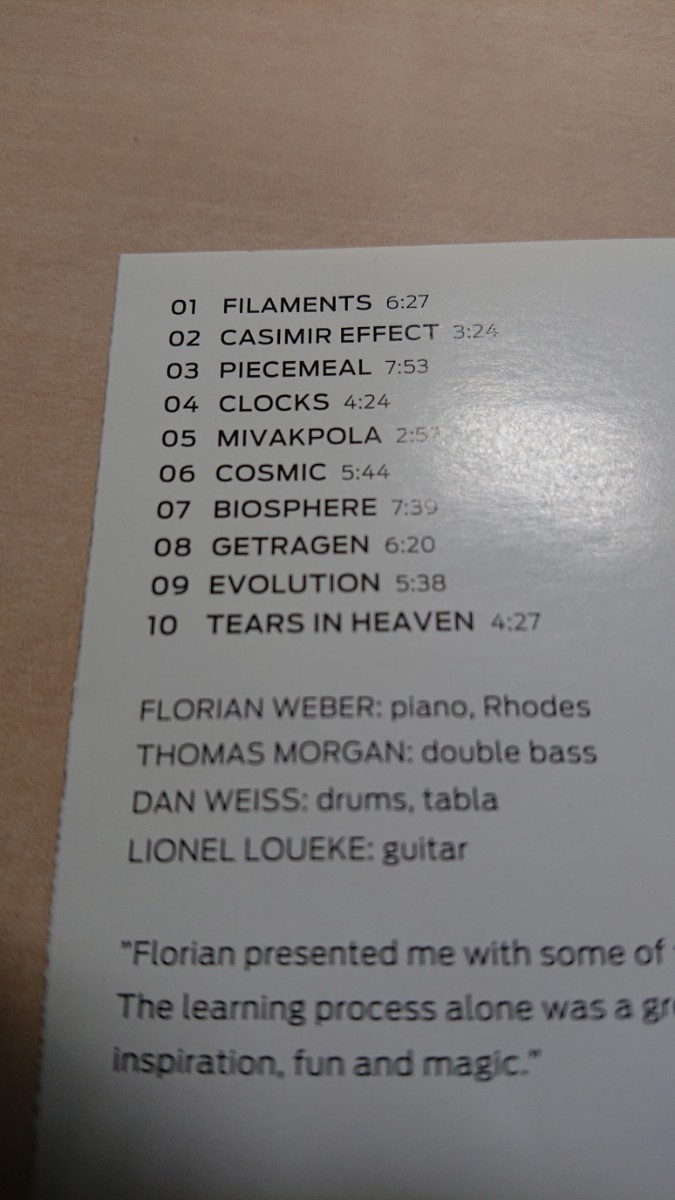 01 FILAMENTS 6:27
02 CASIMIR EFFECT 3:24
03 PIECEMEAL 7:53
04 CLOCKS 4:24
05 MIVAKPOLA
06 COSMIC 5:44
07 BIOSPHERE 7:39
08 GETRAGEN 6:20
09 EVOLUTION 5:38
10 TEARS IN HEAVEN 4:27
FLORIAN WEBER: piano, Rhodes
THOMAS MORGAN: double bass
DAN WEISS: drums, tabla
LIONEL LOUEKE: guitar
"Florian presented me with some of
The learning process alone was a
inspiration, fun and magic."